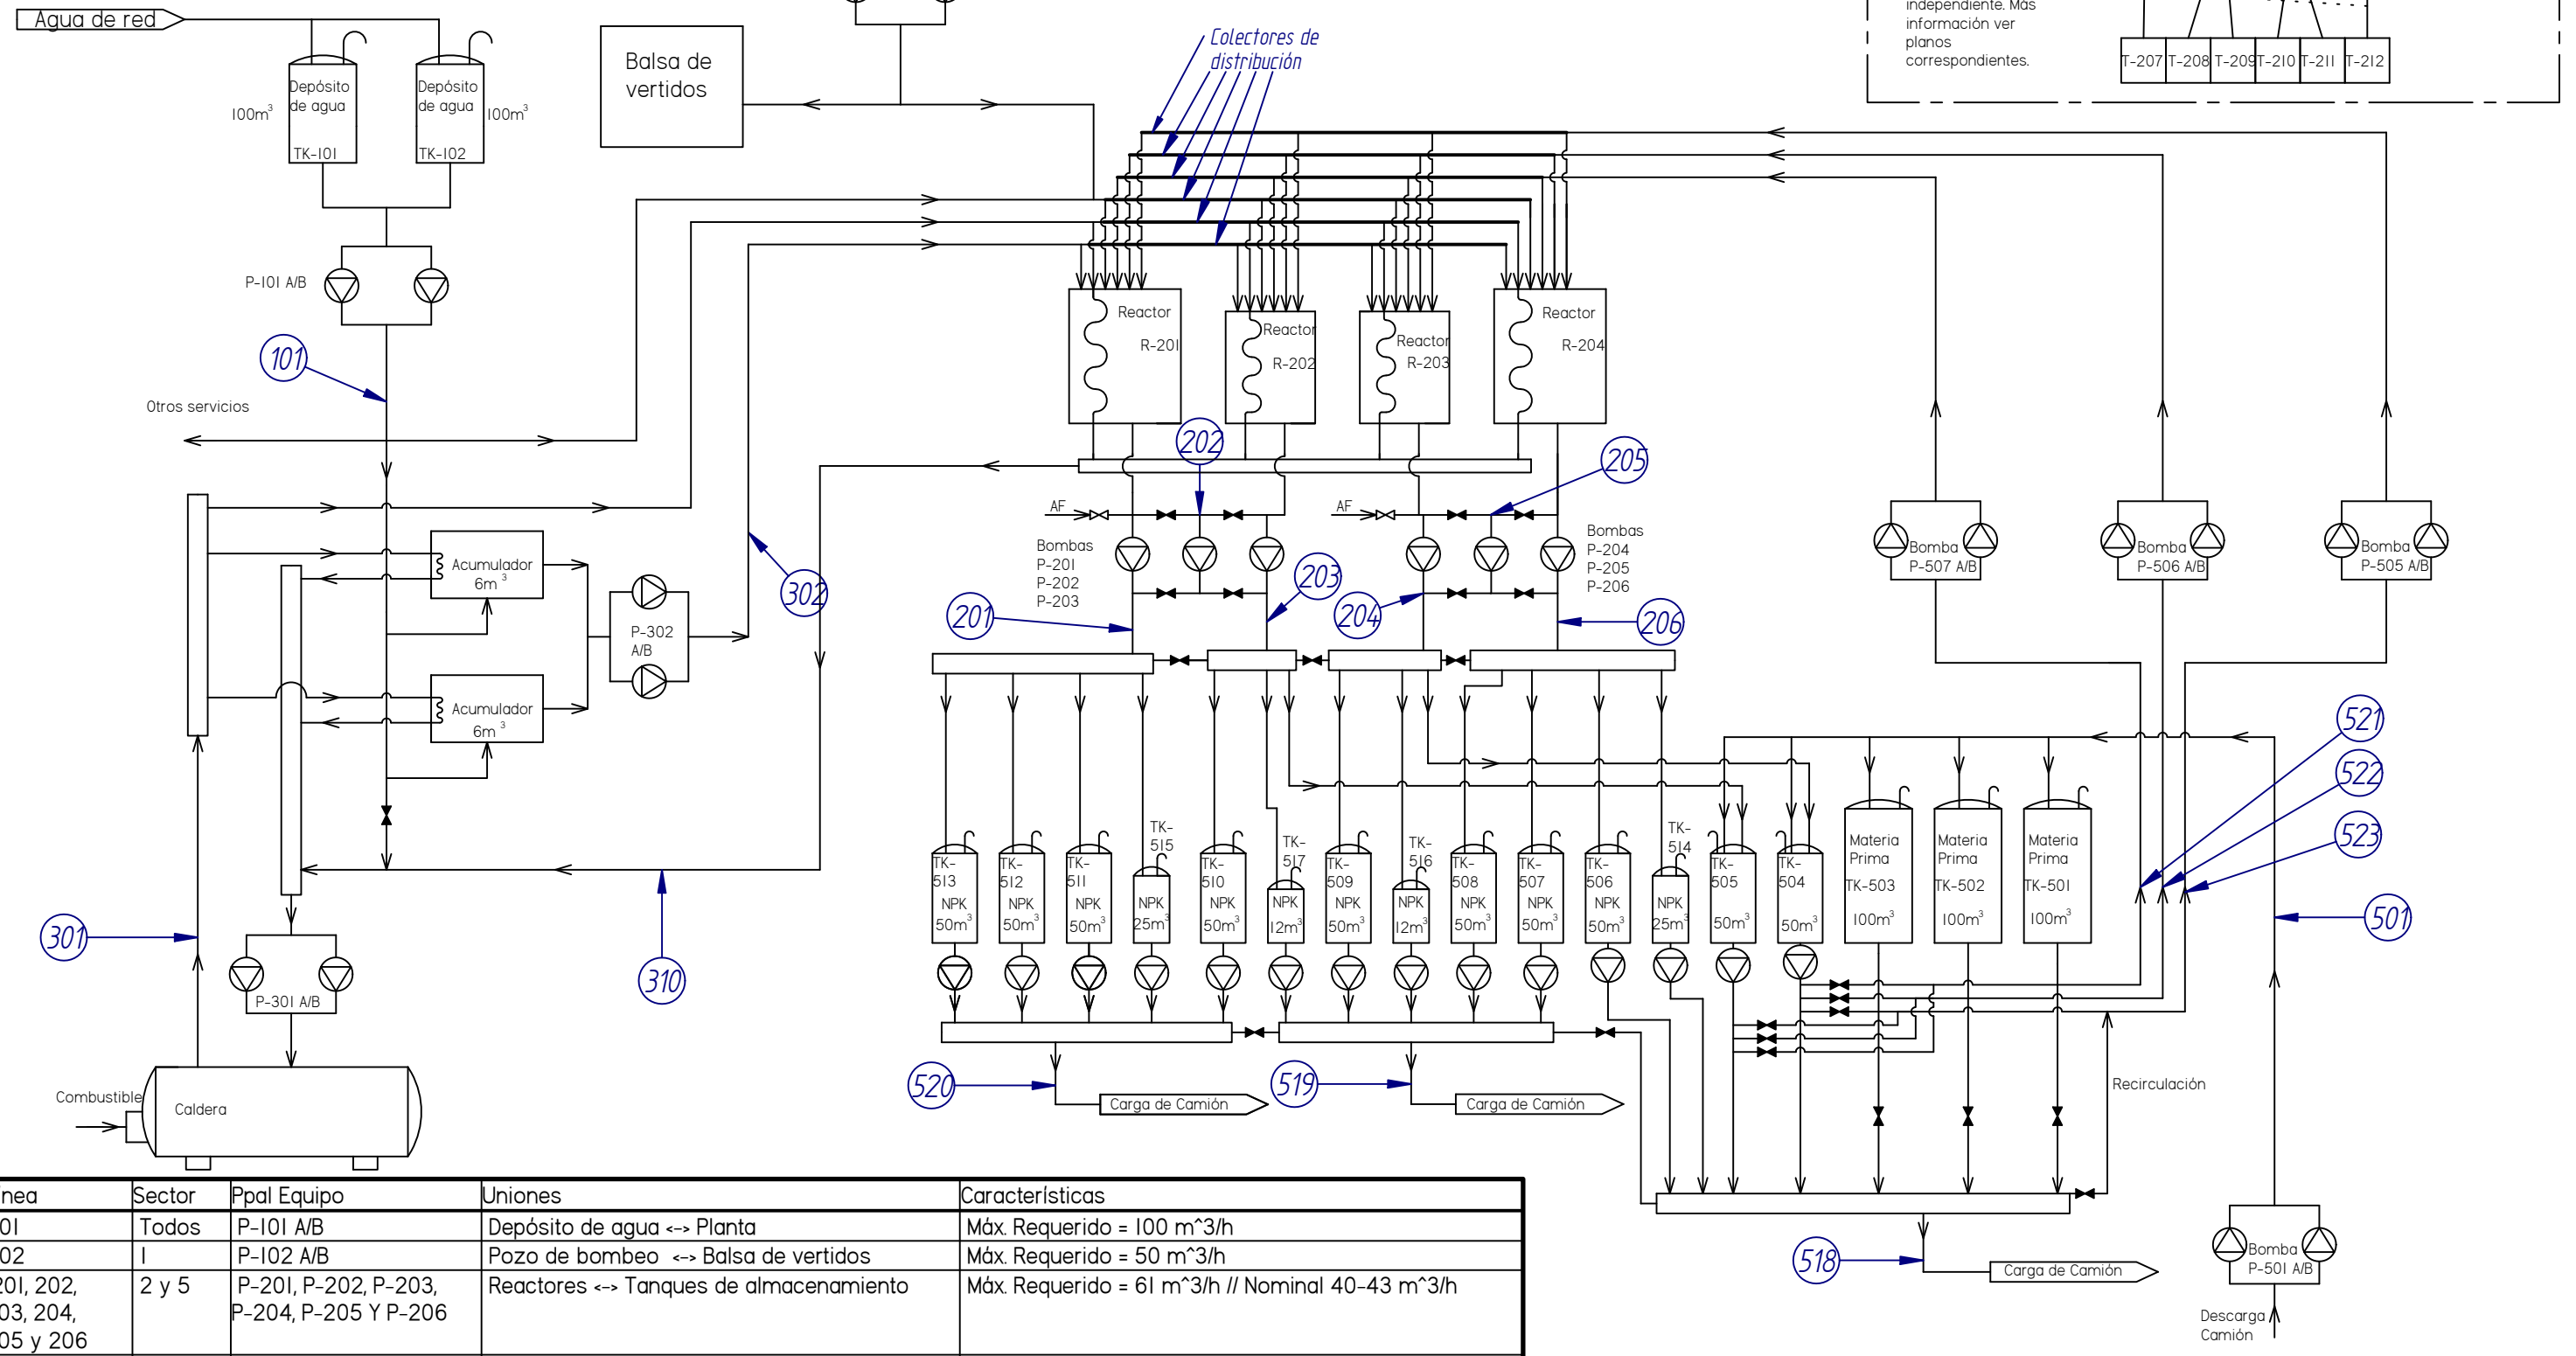 Agua de red
Depósito
de agua
100m³
TK-101
Depósito
de agua
100m³
TK-102
P-101 A/B
101
Otros servicios
Balsa de
vertidos
Colectores de
distribución
independiente. Más
información ver
planos
correspondientes.
T-207 T-208 T-209 T-210 T-211 T-212
Reactor
R-201
Reactor
R-202
Reactor
R-203
Reactor
R-204
202
205
AF
AF
Bombas
P-201
P-202
P-203
Bombas
P-204
P-205
P-206
201
203
204
206
302
Acumulador
6m³
P-302
A/B
Acumulador
6m³
Bomba
P-507 A/B
Bomba
P-506 A/B
Bomba
P-505 A/B
521
522
523
501
301
310
P-301 A/B
Combustible
Caldera
TK-
513
NPK
50m³
TK-
512
NPK
50m³
TK-
511
NPK
50m³
TK-
515
NPK
25m³
TK-
510
NPK
50m³
TK-
517
NPK
12m³
TK-
509
NPK
50m³
TK-
516
NPK
12m³
TK-
508
NPK
50m³
TK-
507
NPK
50m³
TK-
506
NPK
50m³
TK-
514
NPK
25m³
TK-
505
50m³
TK-
504
50m³
Materia
Prima
TK-503
100m³
Materia
Prima
TK-502
100m³
Materia
Prima
TK-501
100m³
520
Carga de Camión
519
Carga de Camión
Recirculación
518
Carga de Camión
Bomba
P-501 A/B
Descarga
Camión
nea Sector Ppal Equipo Uniones Características
01 Todos P-101 A/B Depósito de agua <-> Planta Máx. Requerido = 100 m^3/h
02 1 P-102 A/B Pozo de bombeo <-> Balsa de vertidos Máx. Requerido = 50 m^3/h
201, 202, 2 y 5 P-201, P-202, P-203, Reactores <-> Tanques de almacenamiento Máx. Requerido = 61 m^3/h // Nominal 40-43 m^3/h
03, 204, P-204, P-205 Y P-206
05 y 206